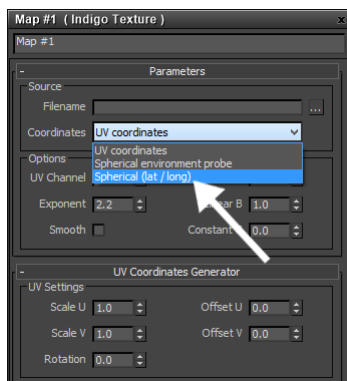 Map #1 ( Indigo Texture ) x
Map #1
- Parameters
Source
Filename ...
Coordinates UV coordinates
UV coordinates
Spherical environment probe
Spherical (lat / long)
Options
UV Channel
Exponent 2.2 B 1.0
Smooth Constant 0.0
- UV Coordinates Generator
UV Settings
Scale U 1.0 Offset U 0.0
Scale V 1.0 Offset V 0.0
Rotation 0.0